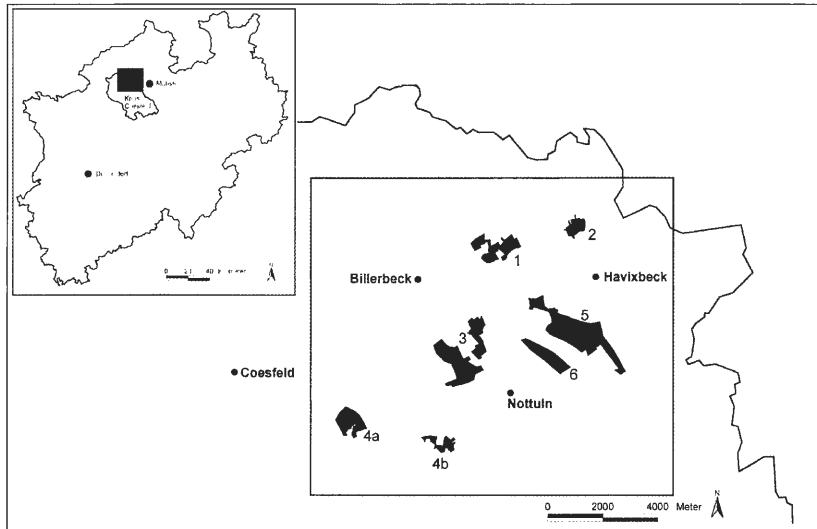 1
2
Billerbeck
Havixbeck
5
3
Coesfeld
6
Nottuln
4a
4b
0 2000 4000 Meter
N